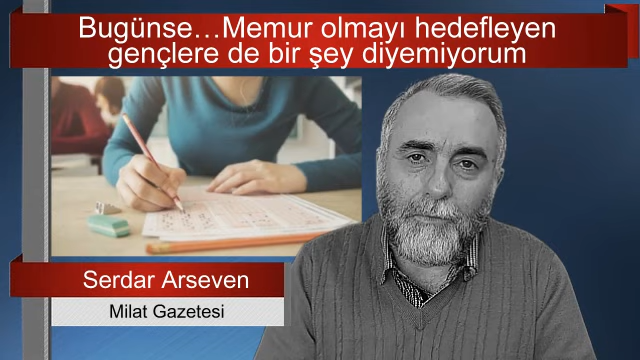 Bugünse…Memur olmayı hedefleyen
gençlere de bir şey diyemiyorum
Serdar Arseven
Milat Gazetesi